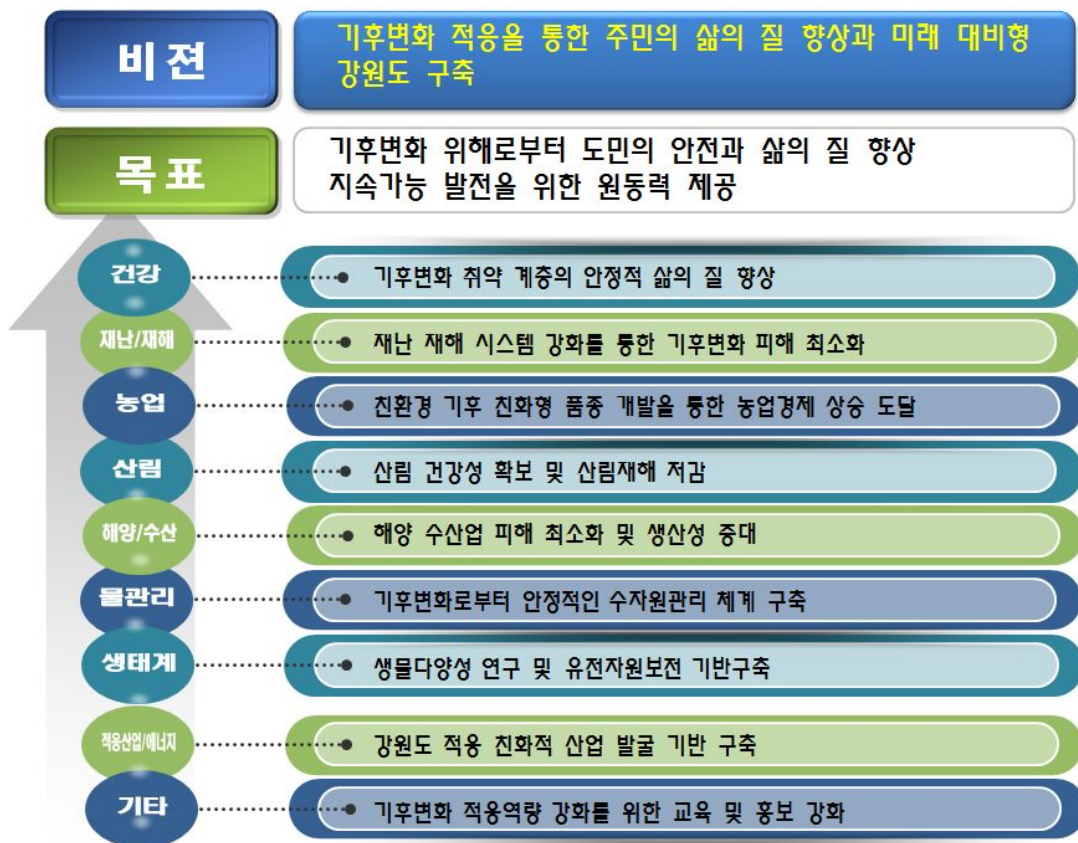 비젼
기후변화 적응을 통한 주민의 삶의 질 향상과 미래 대비형
강원도 구축
목표
기후변화 위해로부터 도민의 안전과 삶의 질 향상
지속가능 발전을 위한 원동력 제공
건강
기후변화 취약 계층의 안정적 삶의 질 향상
재난/재해
재난 재해 시스템 강화를 통한 기후변화 피해 최소화
농업
친환경 기후 친화형 품종 개발을 통한 농업경제 상승 도달
산림
산림 건강성 확보 및 산림재해 저감
해양/수산
해양 수산업 피해 최소화 및 생산성 증대
물관리
기후변화로부터 안정적인 수자원관리 체계 구축
생태계
생물다양성 연구 및 유전자원보전 기반구축
적응산업/에너지
강원도 적응 친화적 산업 발굴 기반 구축
기타
기후변화 적응역량 강화를 위한 교육 및 홍보 강화